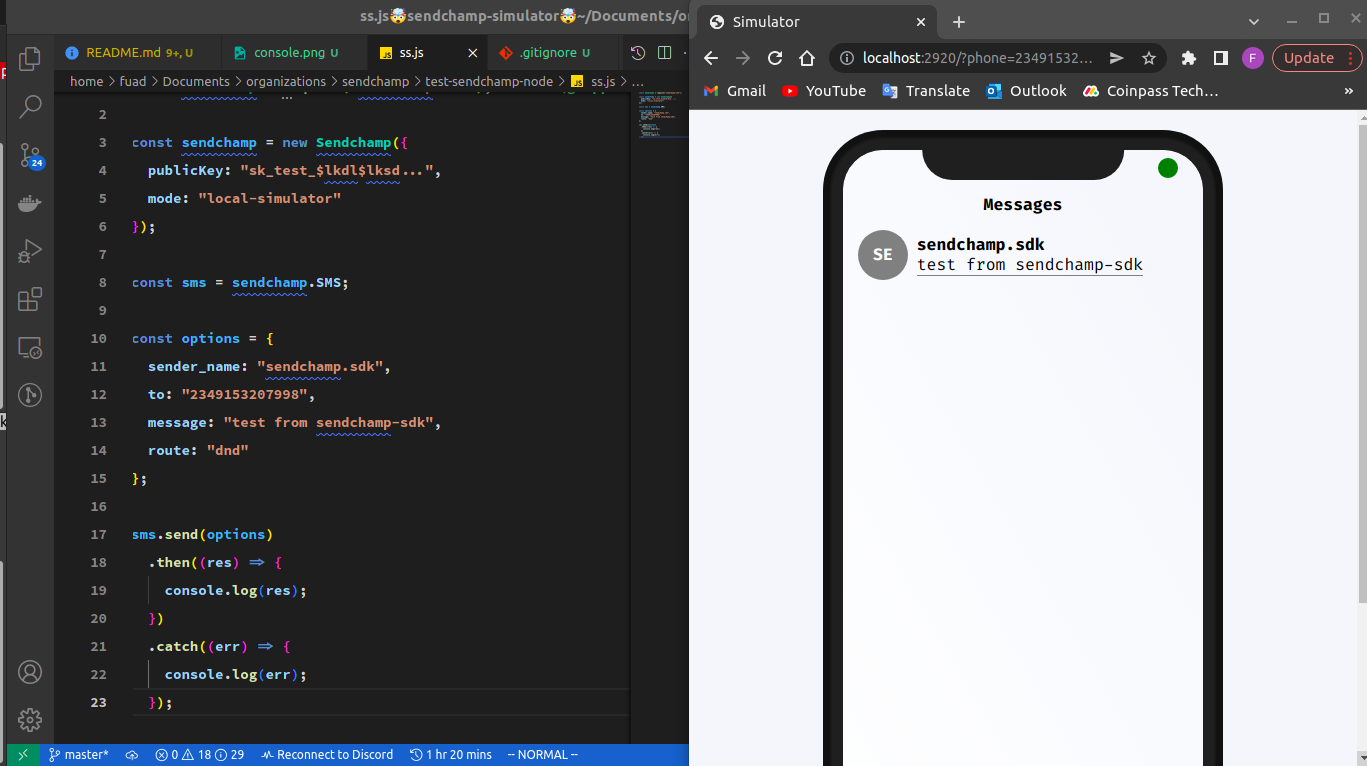 ss.js🤯sendchamp-simulator🤯~/Documents/or
README.md 9+, U
console.png U
ss.js
.gitignore U
home > fuad > Documents > organizations > sendchamp > test-sendchamp-node > ss.js > ...
2
3 const sendchamp = new Sendchamp({
4 publicKey: "sk_test_$lkdl$lksd...",
5 mode: "local-simulator"
6 });
7
8 const sms = sendchamp.SMS;
9
10 const options = {
11 sender_name: "sendchamp.sdk",
12 to: "2349153207998",
13 message: "test from sendchamp-sdk",
14 route: "dnd"
15 };
16
17 sms.send(options)
18 .then((res) => {
19 console.log(res);
20 })
21 .catch((err) => {
22 console.log(err);
23 });
24
master* 0 18 29 Reconnect to Discord 1 hr 20 mins -- NORMAL --
Simulator
localhost:2920/?phone=23491532...
F
Update
Gmail YouTube Translate Outlook Coinpass Tech... »
Messages
SE
sendchamp.sdk
test from sendchamp-sdk